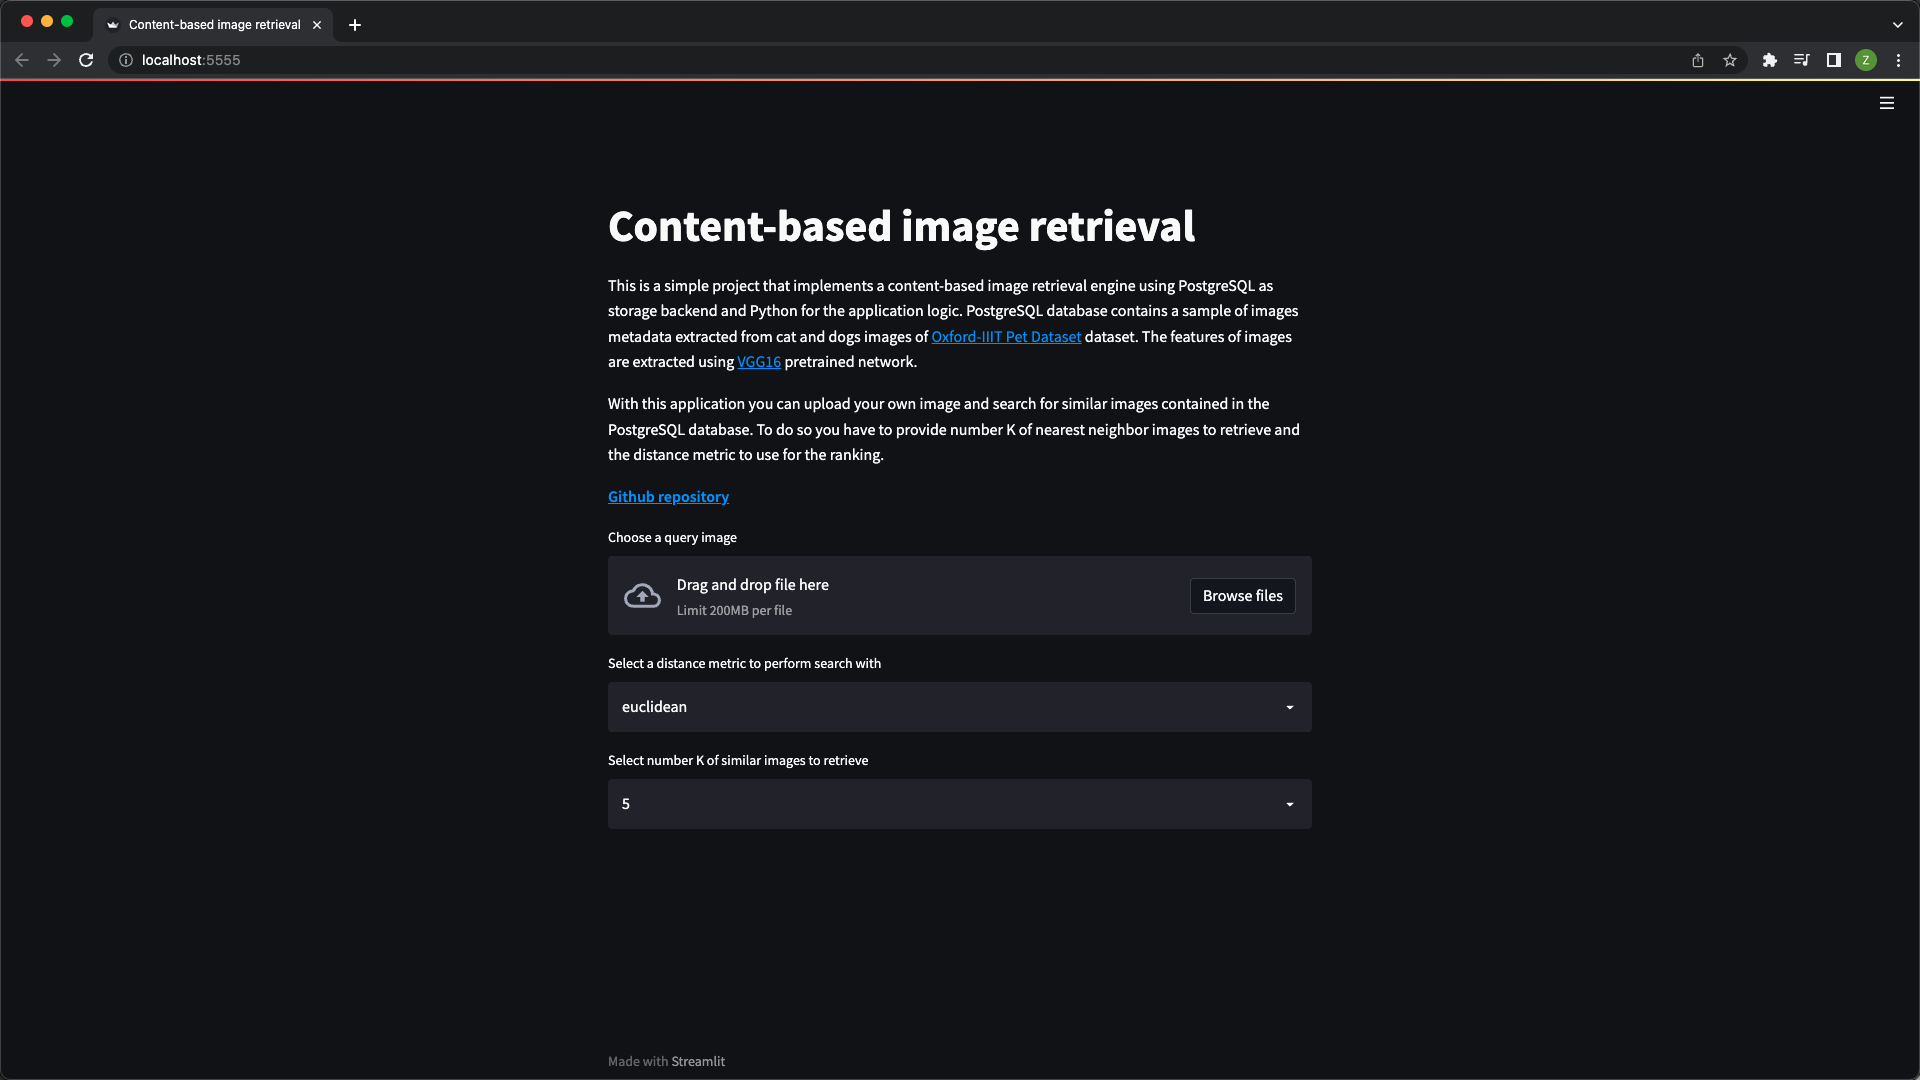 Content-based image retrieval
localhost:5555
Z
Content-based image retrieval
This is a simple project that implements a content-based image retrieval engine using PostgreSQL as
storage backend and Python for the application logic. PostgreSQL database contains a sample of images
metadata extracted from cat and dogs images of Oxford-IIIT Pet Dataset dataset. The features of images
are extracted using VGG16 pretrained network.
With this application you can upload your own image and search for similar images contained in the
PostgreSQL database. To do so you have to provide number K of nearest neighbor images to retrieve and
the distance metric to use for the ranking.
Github repository
Choose a query image
Drag and drop file here
Limit 200MB per file
Browse files
Select a distance metric to perform search with
euclidean
Select number K of similar images to retrieve
5
Made with Streamlit